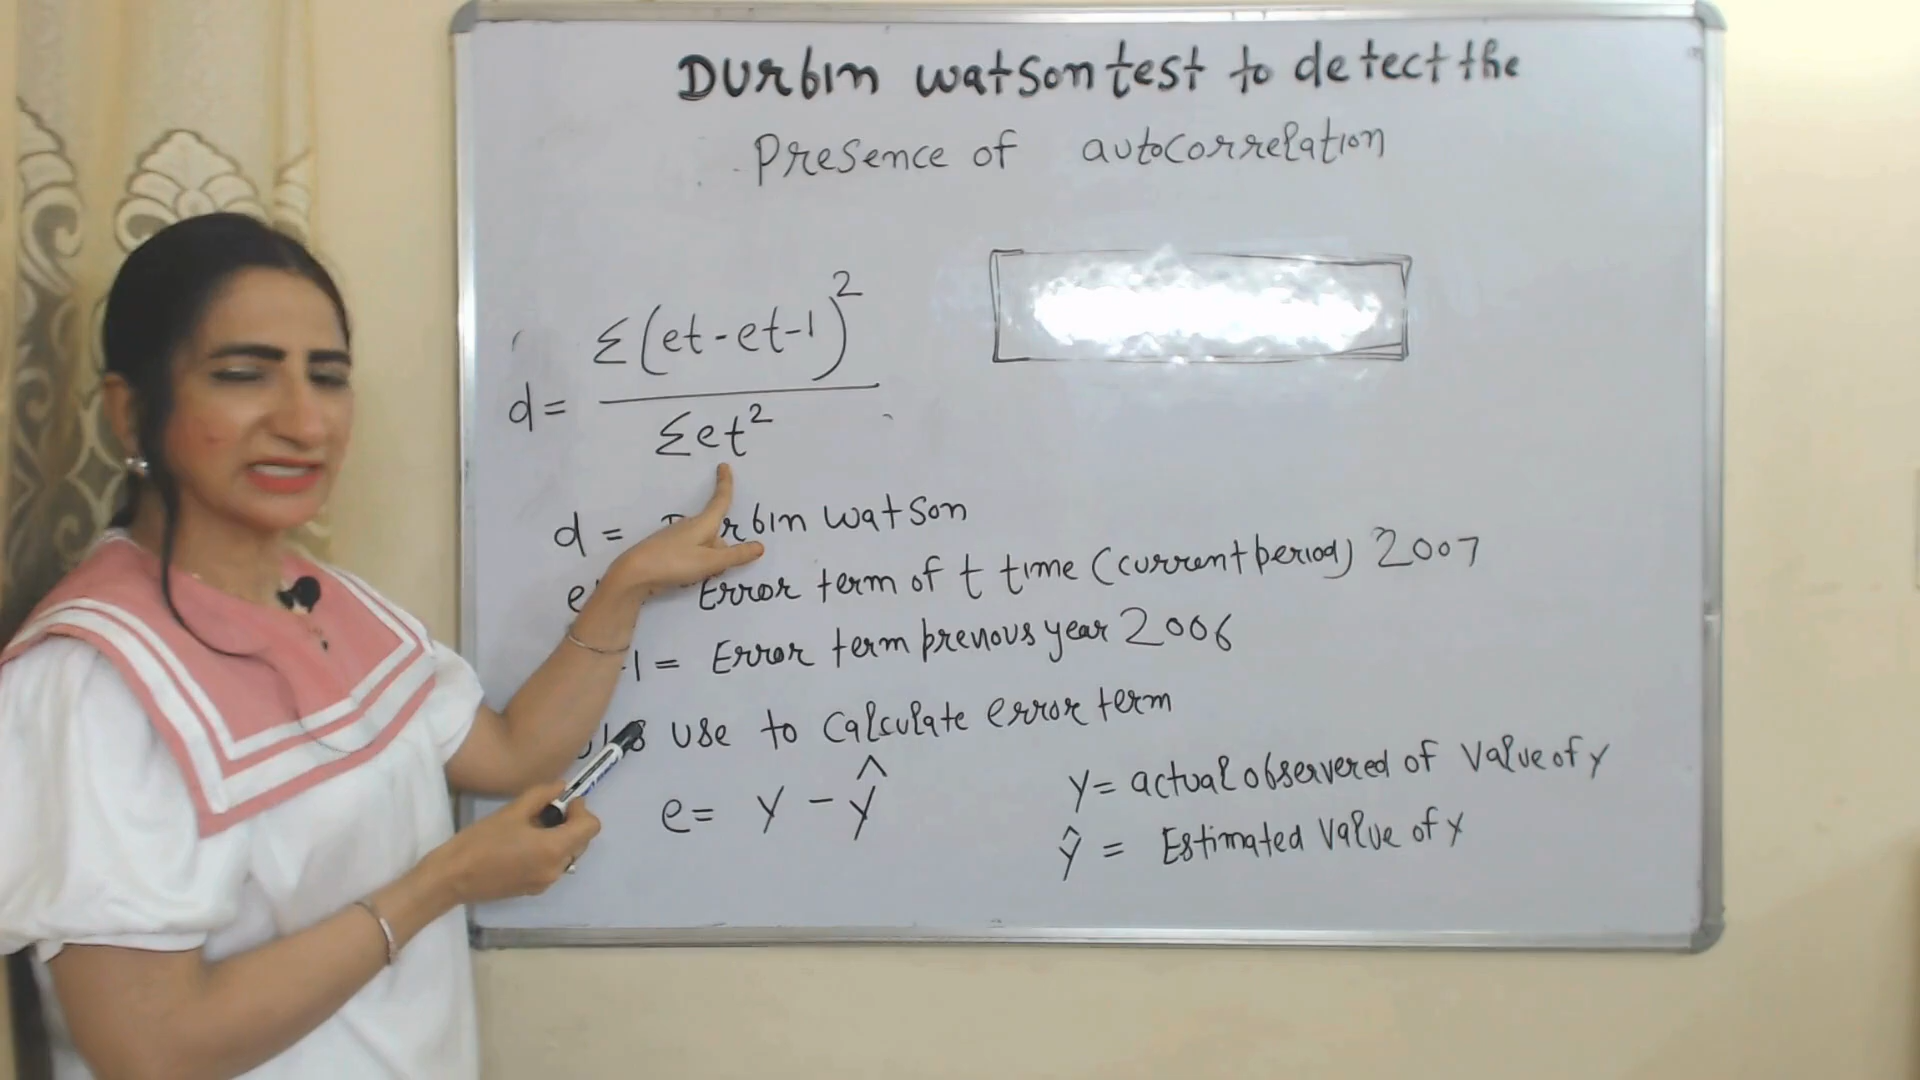 Durbin watson test to detect the
Presence of autocorrelation
d= Σ(et-et-1)²
Σet²
d = Durbin watson
Error term of t time (current period) 2007
-1 = Error term previous year 2006
use to calculate error term
e= y - ŷ
y= actual observered of value of y
ŷ = Estimated value of y